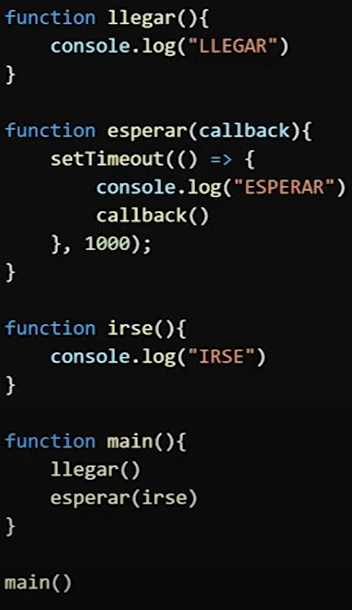 function llegar(){
    console.log("LLEGAR")
}

function esperar(callback){
    setTimeout(() => {
        console.log("ESPERAR")
        callback()
    }, 1000);
}

function irse(){
    console.log("IRSE")
}

function main(){
    llegar()
    esperar(irse)
}

main()